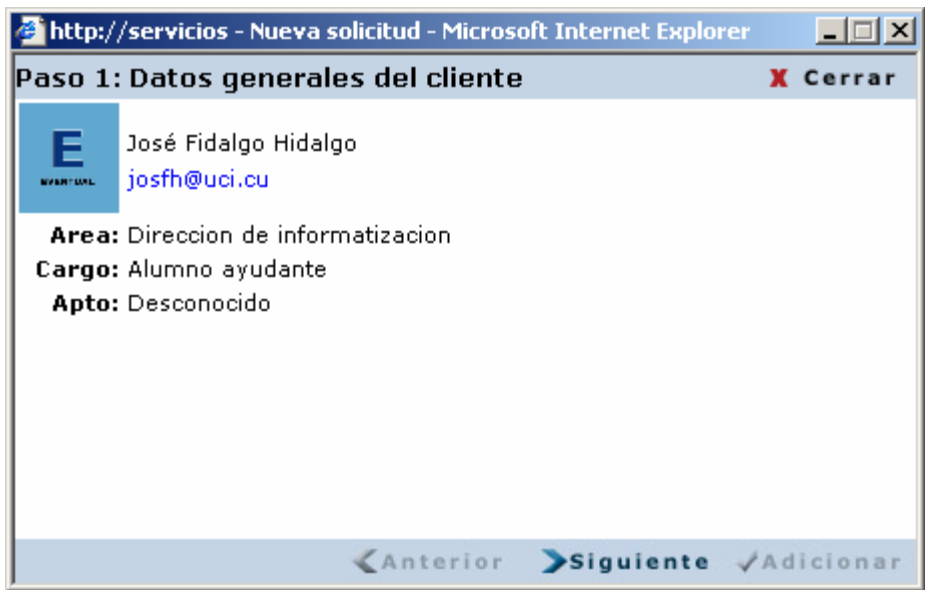 http://servicios - Nueva solicitud - Microsoft Internet Explorer
Paso 1: Datos generales del cliente X Cerrar
E
EVENTUAL
José Fidalgo Hidalgo
josfh@uci.cu
Area: Direccion de informatizacion
Cargo: Alumno ayudante
Apto: Desconocido
Anterior Siguiente Adicionar